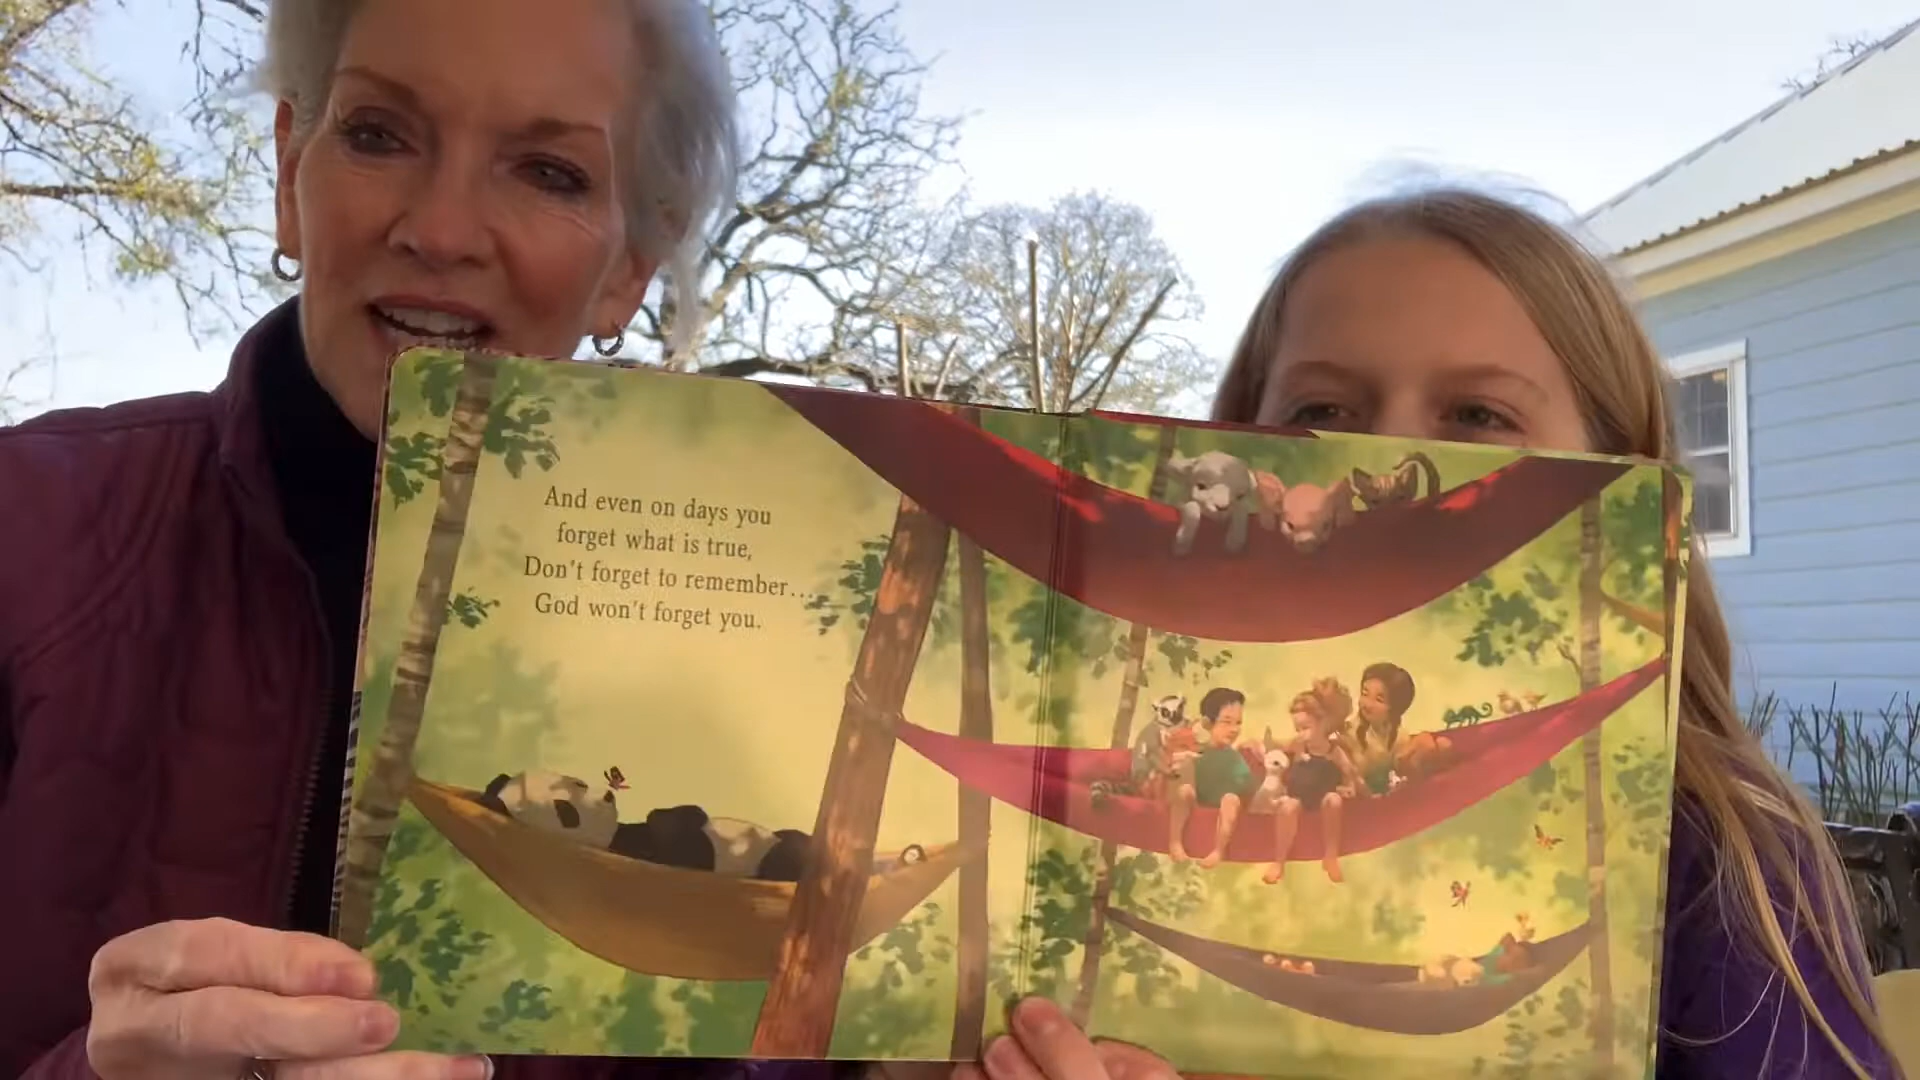 And even on days you
forget what is true,
Don't forget to remember...
God won't forget you.